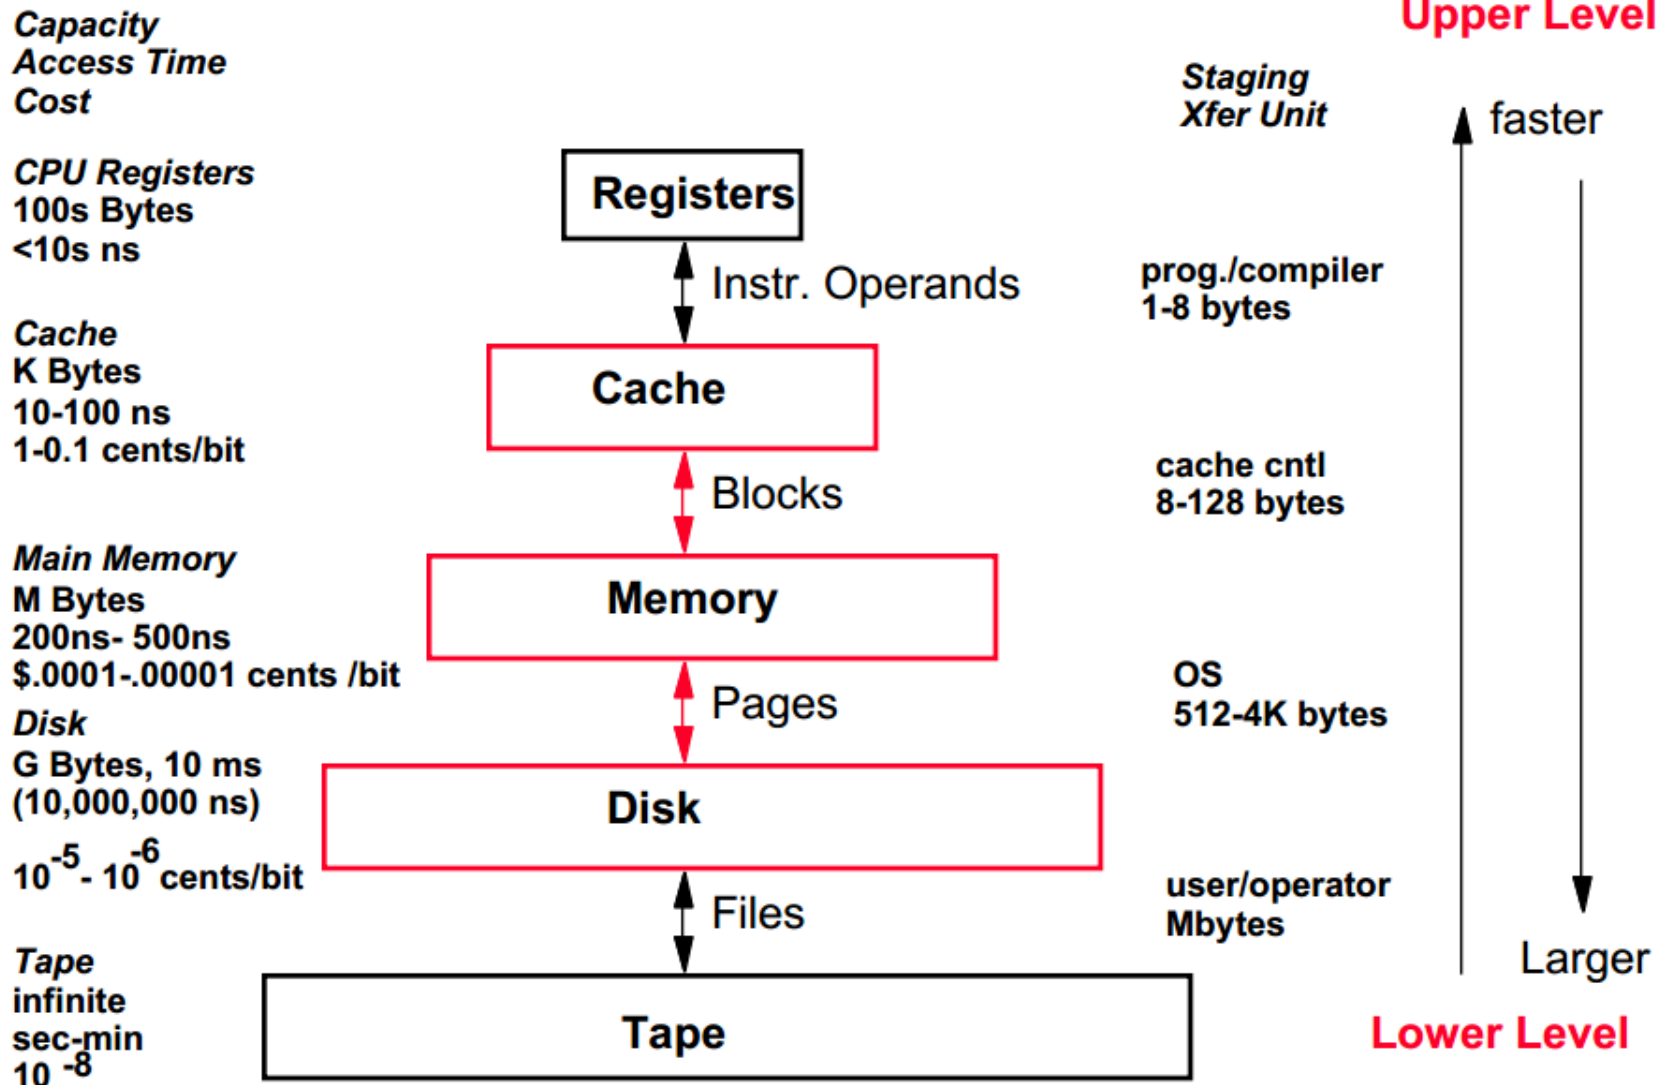 Capacity
Access Time
Cost
Upper Level
Staging
Xfer Unit
faster
CPU Registers
100s Bytes
<10s ns
Registers
Instr. Operands
prog./compiler
1-8 bytes
Cache
K Bytes
10-100 ns
1-0.1 cents/bit
Cache
Blocks
cache cntl
8-128 bytes
Main Memory
M Bytes
200ns- 500ns
$.0001-.00001 cents /bit
Memory
Pages
OS
512-4K bytes
Disk
G Bytes, 10 ms
(10,000,000 ns)
10⁻⁵- 10⁻⁶ cents/bit
Disk
Files
user/operator
Mbytes
Larger
Tape
infinite
sec-min
10⁻⁸
Tape
Lower Level